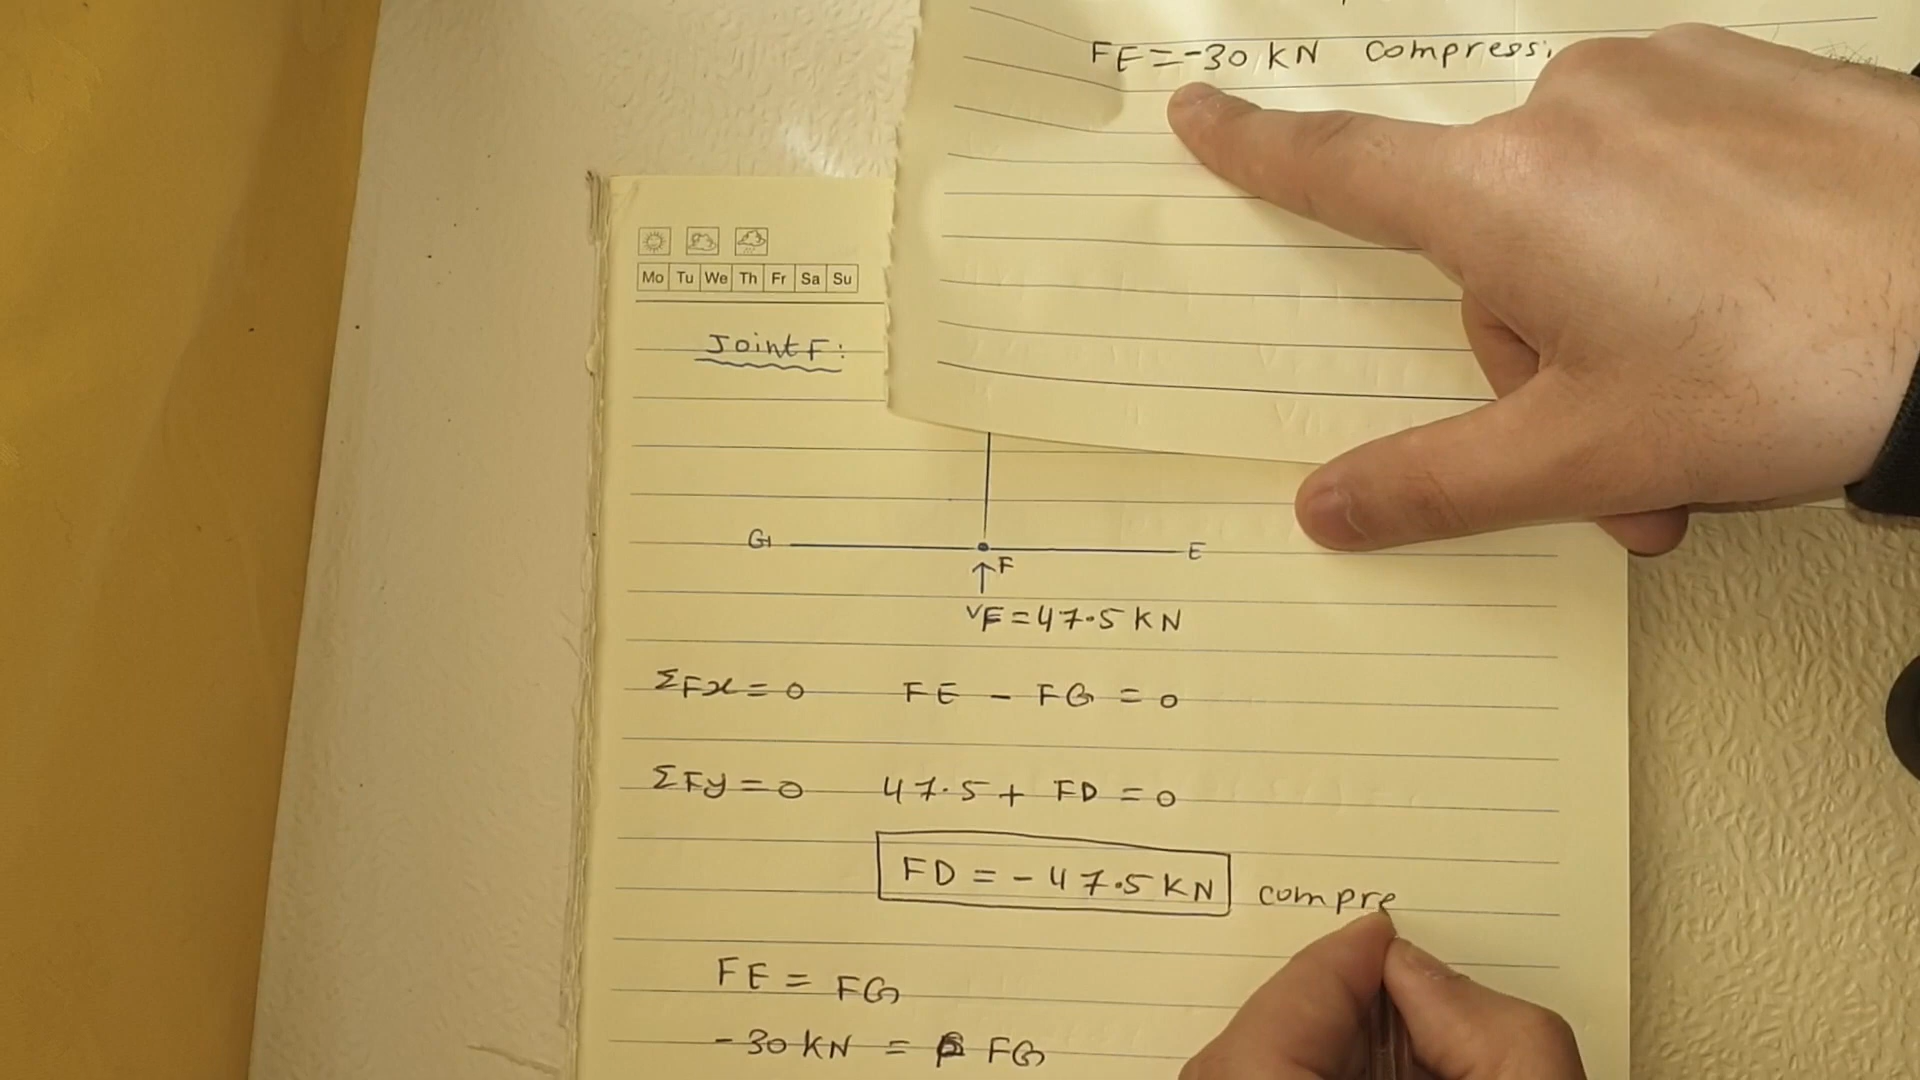 FE = -30 KN compressi
Mo Tu We Th Fr Sa Su
Joint F:
G E
F
VF = 47.5 KN
ΣFx = 0 FE - FG = 0
ΣFy = 0 47.5 + FD = 0
FD = - 47.5 KN compre
FE = FG
- 30 KN = FG